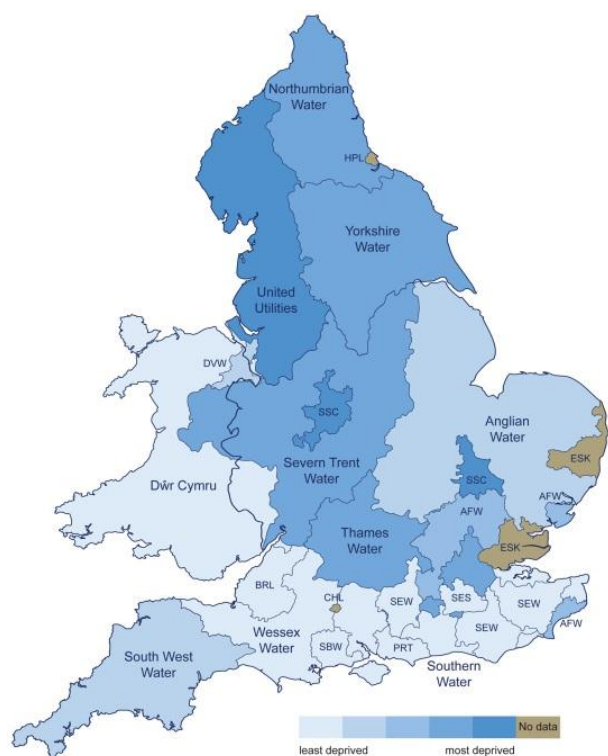 Northumbrian
Water
HPL
Yorkshire
Water
United
Utilities
DVW
SSC
Anglian
Water
ESK
Severn Trent
Water
SSC
Dŵr Cymru
AFW
AFW
Thames
Water
ESK
BRL
CHL
SEW
SES
SEW
Wessex
Water
SEW
AFW
SBW
PRT
South West
Water
Southern
Water
No data
least deprived
most deprived